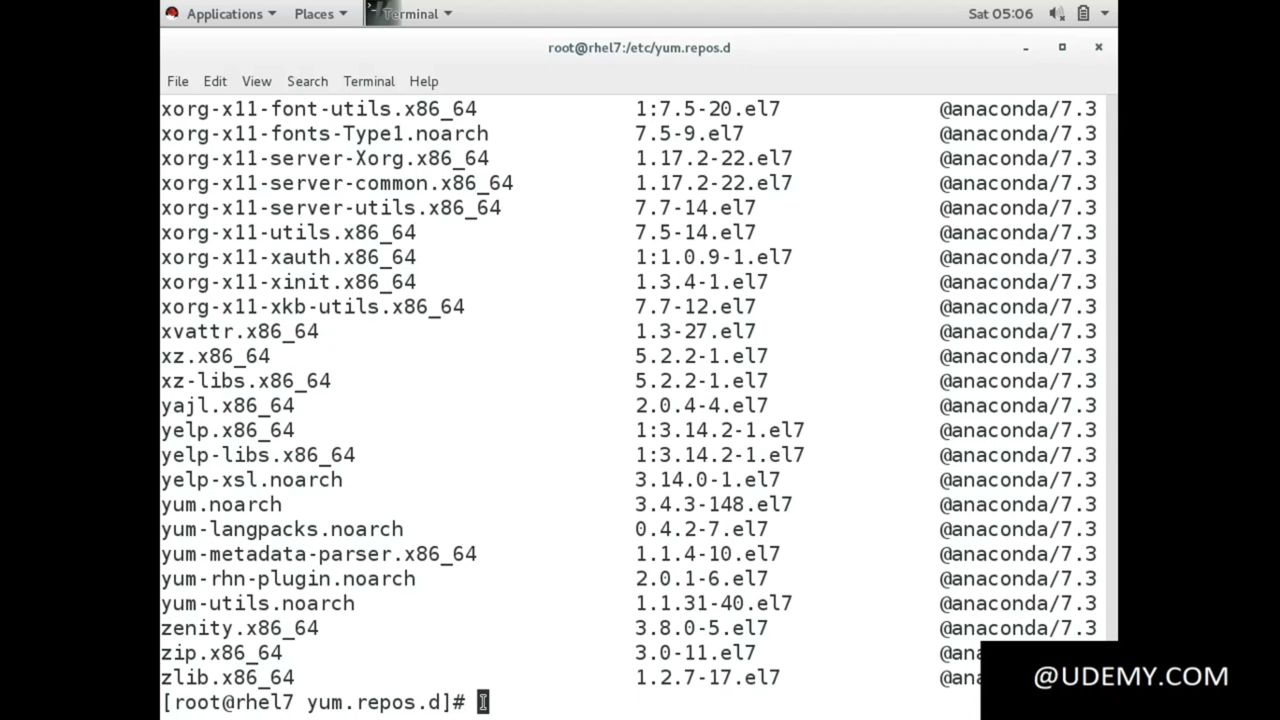 Applications Places Terminal Sat 05:06
root@rhel7:/etc/yum.repos.d
File Edit View Search Terminal Help
xorg-x11-font-utils.x86_64 1:7.5-20.el7 @anaconda/7.3
xorg-x11-fonts-Type1.noarch 7.5-9.el7 @anaconda/7.3
xorg-x11-server-Xorg.x86_64 1.17.2-22.el7 @anaconda/7.3
xorg-x11-server-common.x86_64 1.17.2-22.el7 @anaconda/7.3
xorg-x11-server-utils.x86_64 7.7-14.el7 @anaconda/7.3
xorg-x11-utils.x86_64 7.5-14.el7 @anaconda/7.3
xorg-x11-xauth.x86_64 1:1.0.9-1.el7 @anaconda/7.3
xorg-x11-xinit.x86_64 1.3.4-1.el7 @anaconda/7.3
xorg-x11-xkb-utils.x86_64 7.7-12.el7 @anaconda/7.3
xvattr.x86_64 1.3-27.el7 @anaconda/7.3
xz.x86_64 5.2.2-1.el7 @anaconda/7.3
xz-libs.x86_64 5.2.2-1.el7 @anaconda/7.3
yajl.x86_64 2.0.4-4.el7 @anaconda/7.3
yelp.x86_64 1:3.14.2-1.el7 @anaconda/7.3
yelp-libs.x86_64 1:3.14.2-1.el7 @anaconda/7.3
yelp-xsl.noarch 3.14.0-1.el7 @anaconda/7.3
yum.noarch 3.4.3-148.el7 @anaconda/7.3
yum-langpacks.noarch 0.4.2-7.el7 @anaconda/7.3
yum-metadata-parser.x86_64 1.1.4-10.el7 @anaconda/7.3
yum-rhn-plugin.noarch 2.0.1-6.el7 @anaconda/7.3
yum-utils.noarch 1.1.31-40.el7 @anaconda/7.3
zenity.x86_64 3.8.0-5.el7 @anaconda/7.3
zip.x86_64 3.0-11.el7 @ana
zlib.x86_64 1.2.7-17.el7 @ana
@UDEMY.COM
[root@rhel7 yum.repos.d]#